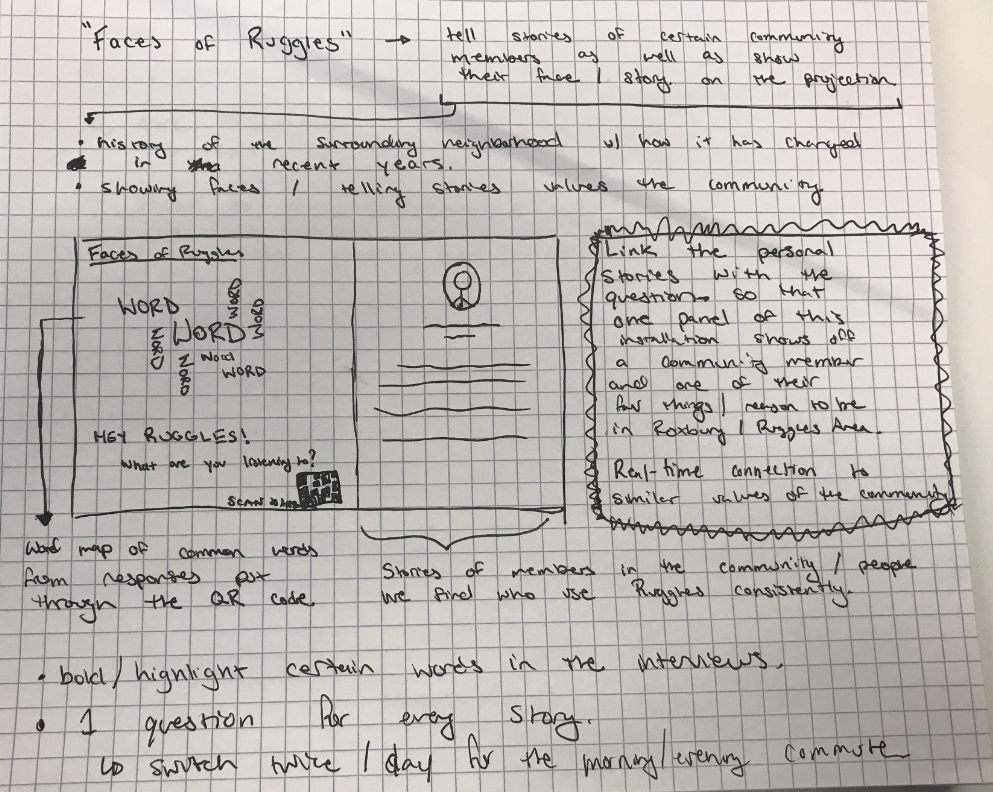 "Faces of Ruggles" → tell stories of certain community
members as well as show
their face / story on the projection
• history of the surrounding neighborhood w/ how it has changed
in recent years.
• showing faces / telling stories values the community
Faces of Ruggles
WORD
WORD
WORD
WORD
WORD
WORD
Word
WORD
HEY RUGGLES!
What are you listening to?
SCAN
Link the personal
stories with the
question → so that
one panel of this
installation shows off
a community member
and one of their
fav things / reason to be
in Roxbury / Ruggles Area.
Real-time connection to
similar values of the community
Word map of common words
from responses put
through the QR code.
Stories of members in the community / people
we find who use Ruggles consistently.
• bold / highlight certain words in the interviews.
• 1 question for every story.
↳ switch twice / day for the morning/evening commute